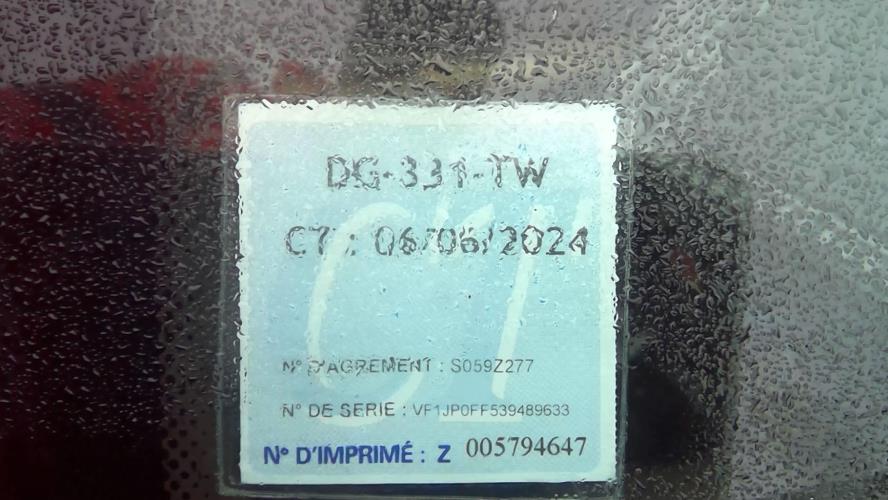 DG-331-TW
CT : 06/06/2024
N° D'AGREMENT : S059Z277
N° DE SERIE : VF1JP0FF539489633
N° D'IMPRIMÉ : Z 005794647